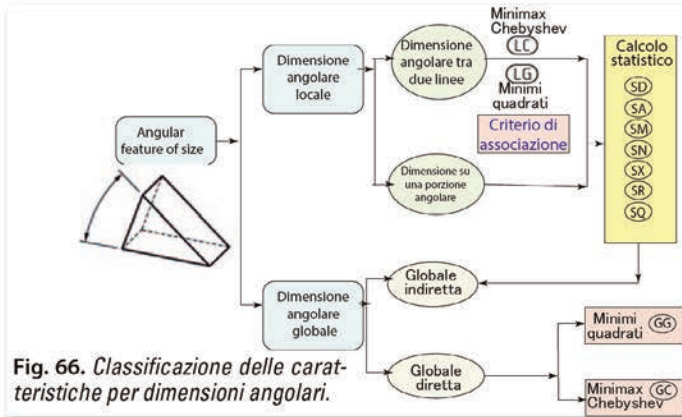 Minimax
Chebyshev
LC
LG
Minimi
quadrati
Criterio di
associazione
Calcolo
statistico
SD
SA
SM
SN
SX
SR
SQ
Dimensione
angolare tra
due linee
Dimensione
angolare
locale
Angular
feature of size
Dimensione su
una porzione
angolare
Globale
indiretta
Dimensione
angolare
globale
Globale
diretta
Minimi
quadrati GG
Minimax GC
Chebyshev
Fig. 66. Classificazione delle carat-
teristiche per dimensioni angolari.